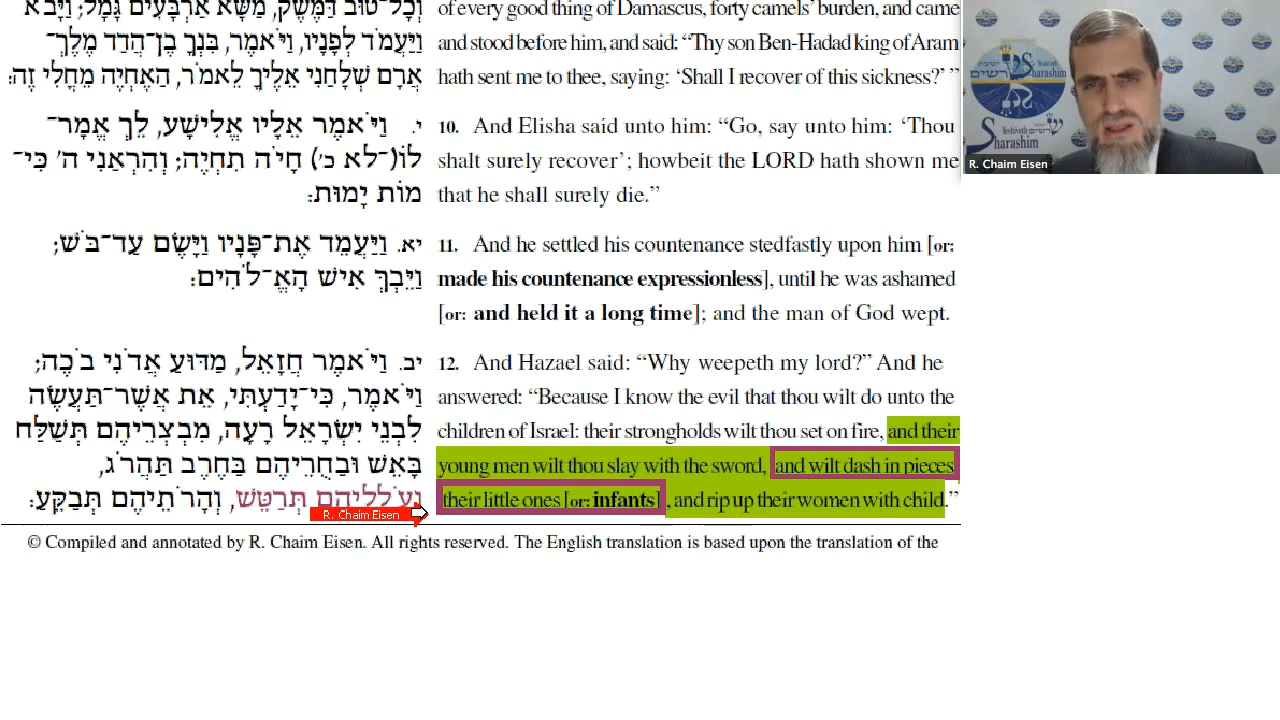 וְכָל־טוּב דַּמֶּשֶׂק, מַשָּׂא אַרְבָּעִים גָּמָל; וַיָּבֹא
וַיַּעֲמֹד לְפָנָיו, וַיֹּאמֶר, בִּנְךָ בֶן־הֲדַד מֶלֶךְ־
אֲרָם שְׁלָחַנִי אֵלֶיךָ לֵאמֹר, הַאֶחְיֶה מֵחֳלִי זֶה׃
י. וַיֹּאמֶר אֵלָיו אֱלִישָׁע, לֵךְ אֱמָר־
לוֹ(־לא כ׳) חָיֹה תִחְיֶה; וְהִרְאַנִי ה׳ כִּי־
מוֹת יָמוּת׃
יא. וַיַּעֲמֵד אֶת־פָּנָיו וַיָּשֶׂם עַד־בֹּשׁ;
וַיֵּבְךְּ אִישׁ הָאֱ־לֹהִים׃
יב. וַיֹּאמֶר חֲזָאֵל, מַדּוּעַ אֲדֹנִי בֹכֶה;
וַיֹּאמֶר, כִּי־יָדַעְתִּי, אֵת אֲשֶׁר־תַּעֲשֶׂה
לִבְנֵי יִשְׂרָאֵל רָעָה, מִבְצְרֵיהֶם תְּשַׁלַּח
בָּאֵשׁ וּבַחֻרֵיהֶם בַּחֶרֶב תַּהֲרֹג,
וְעֹלְלֵיהֶם תְּרַטֵּשׁ, וְהָרֹתֵיהֶם תְּבַקֵּעַ׃
R. Chaim Eisen
of every good thing of Damascus, forty camels’ burden, and came
and stood before him, and said: “Thy son Ben-Hadad king of Aram
hath sent me to thee, saying: ‘Shall I recover of this sickness?’ ”
10. And Elisha said unto him: “Go, say unto him: ‘Thou
shalt surely recover’; howbeit the LORD hath shown me
that he shall surely die.”
11. And he settled his countenance stedfastly upon him [or:
made his countenance expressionless], until he was ashamed
[or: and held it a long time]; and the man of God wept.
12. And Hazael said: “Why weepeth my lord?” And he
answered: “Because I know the evil that thou wilt do unto the
children of Israel: their strongholds wilt thou set on fire, and their
young men wilt thou slay with the sword, and wilt dash in pieces
their little ones [or: infants], and rip up their women with child.”
© Compiled and annotated by R. Chaim Eisen. All rights reserved. The English translation is based upon the translation of the
ישיבת
שרשים
Yeshivath
Sharashim
Yeshivath שרשים
Sharashim
R. Chaim Eisen